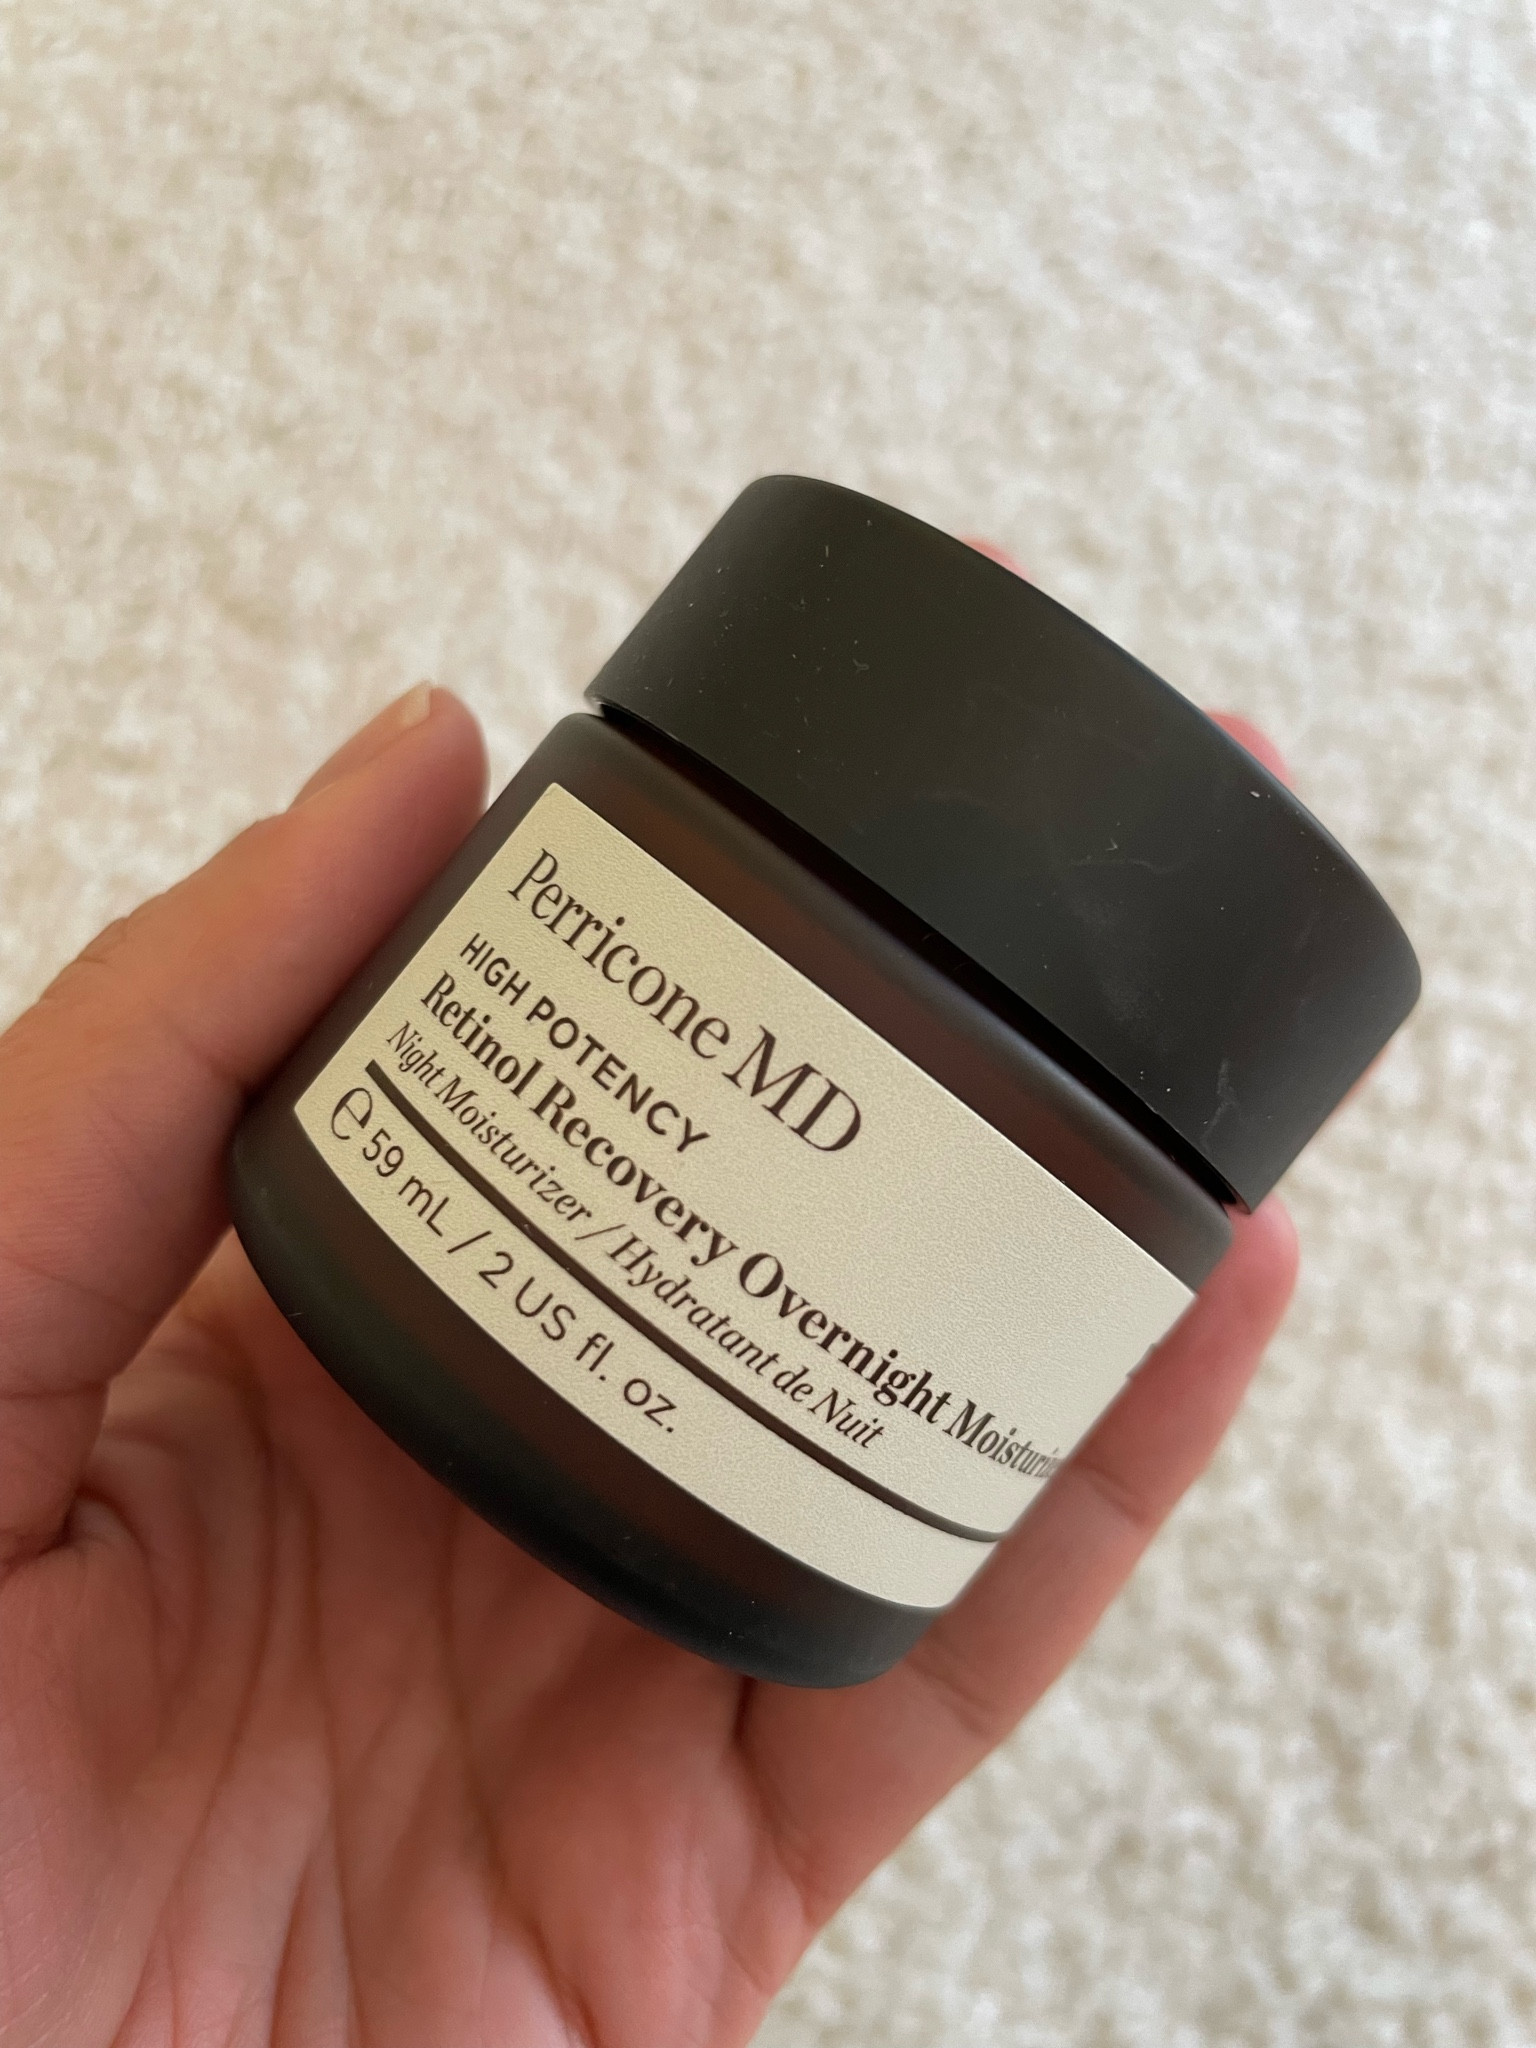 Perricone MD
HIGH POTENCY
Retinol Recovery Overnight
Night Moisturizer / Hydratant de Nuit
℮ 59 mL / 2 US fl. oz.